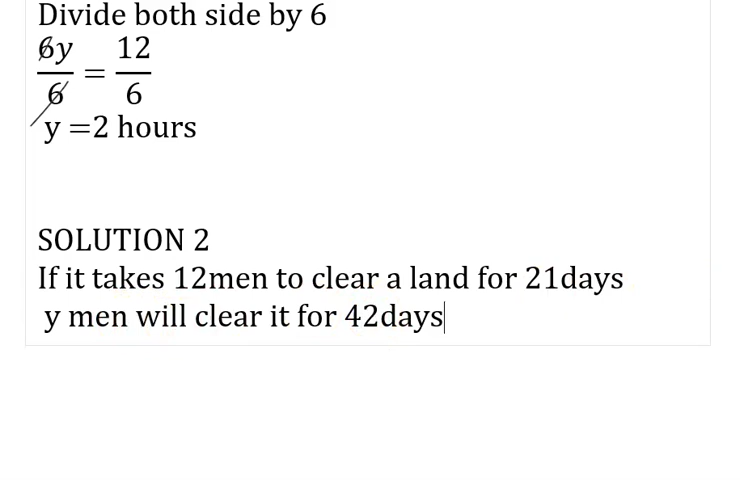 Divide both side by 6
6y/6 = 12/6
y =2 hours
SOLUTION 2
If it takes 12men to clear a land for 21days
y men will clear it for 42days